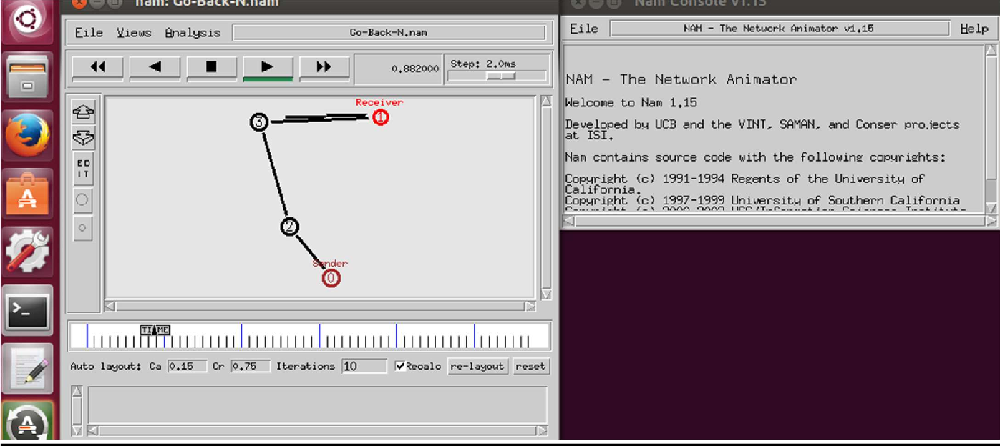 nam: Go-Back-N.nam
Eile Views Analysis
Go-Back-N.nam
0.882000
Step: 2.0ms
ED
IT
Receiver
1
3
2
Sender
0
TIME
Auto layout: Ca 0.15 Cr 0.75 Iterations 10 Recalc re-layout reset
Nam Console v1.15
Eile
NAM - The Network Animator v1.15
Help
NAM - The Network Animator
Welcome to Nam 1.15
Developed by UCB and the VINT, SAMAN, and Conser projects
at ISI.
Nam contains source code with the following copyrights:
Copyright (c) 1991-1994 Regents of the University of
California.
Copyright (c) 1997-1999 University of Southern California